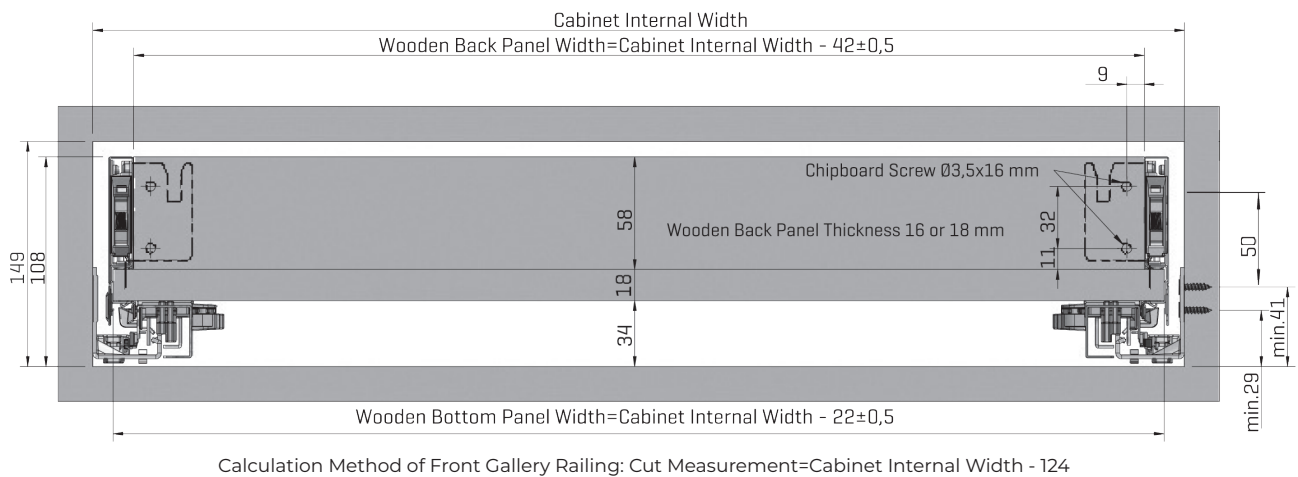 Cabinet Internal Width
Wooden Back Panel Width=Cabinet Internal Width - 42±0,5
9
Chipboard Screw Ø3,5x16 mm
Wooden Back Panel Thickness 16 or 18 mm
149
108
58
18
34
32
11
50
min.41
min.29
Wooden Bottom Panel Width=Cabinet Internal Width - 22±0,5
Calculation Method of Front Gallery Railing: Cut Measurement=Cabinet Internal Width - 124